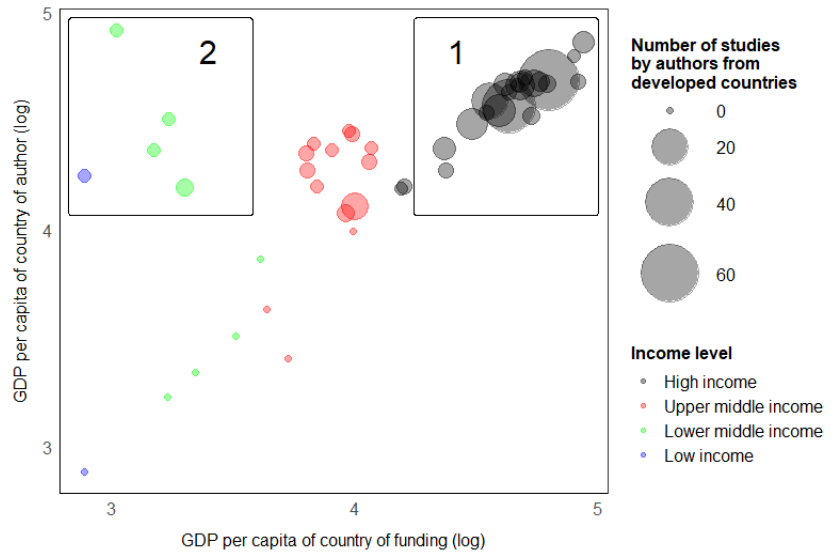 5
4
3
GDP per capita of country of author (log)
2
1
3
4
5
GDP per capita of country of funding (log)
Number of studies
by authors from
developed countries
0
20
40
60
Income level
High income
Upper middle income
Lower middle income
Low income